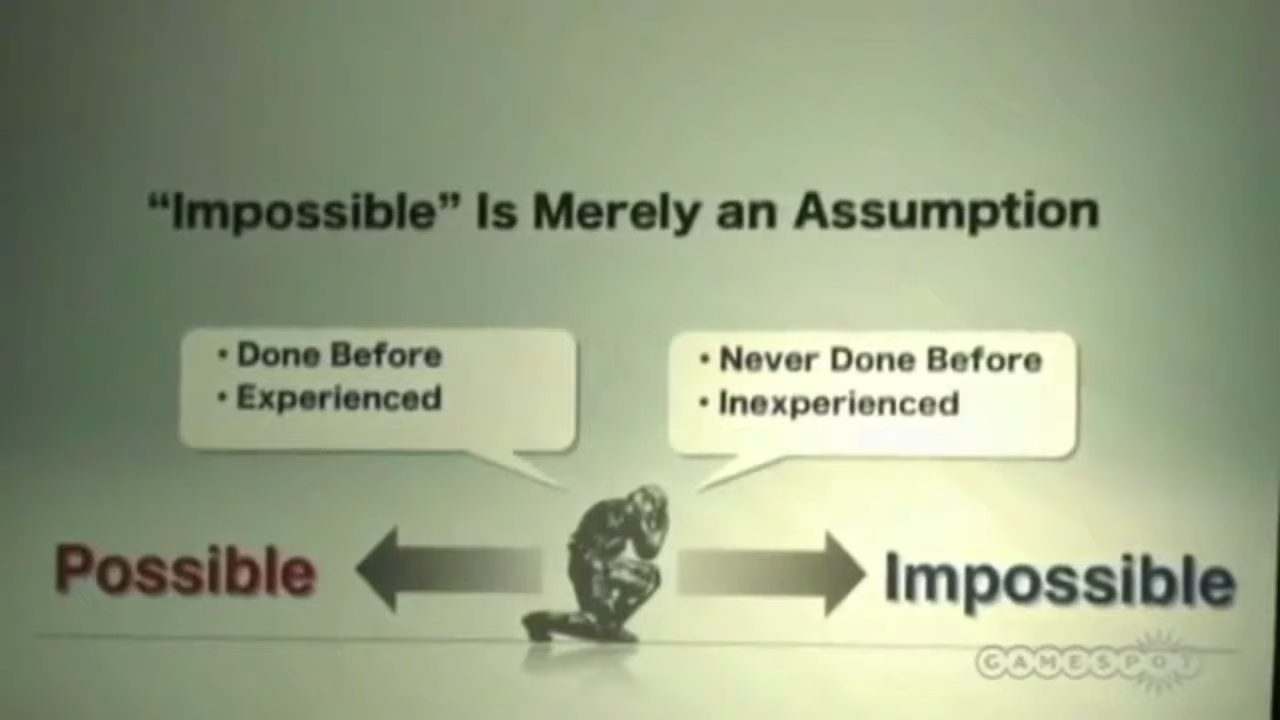 “Impossible” Is Merely an Assumption
• Done Before
• Experienced
• Never Done Before
• Inexperienced
Possible
Impossible
GAMESPOT